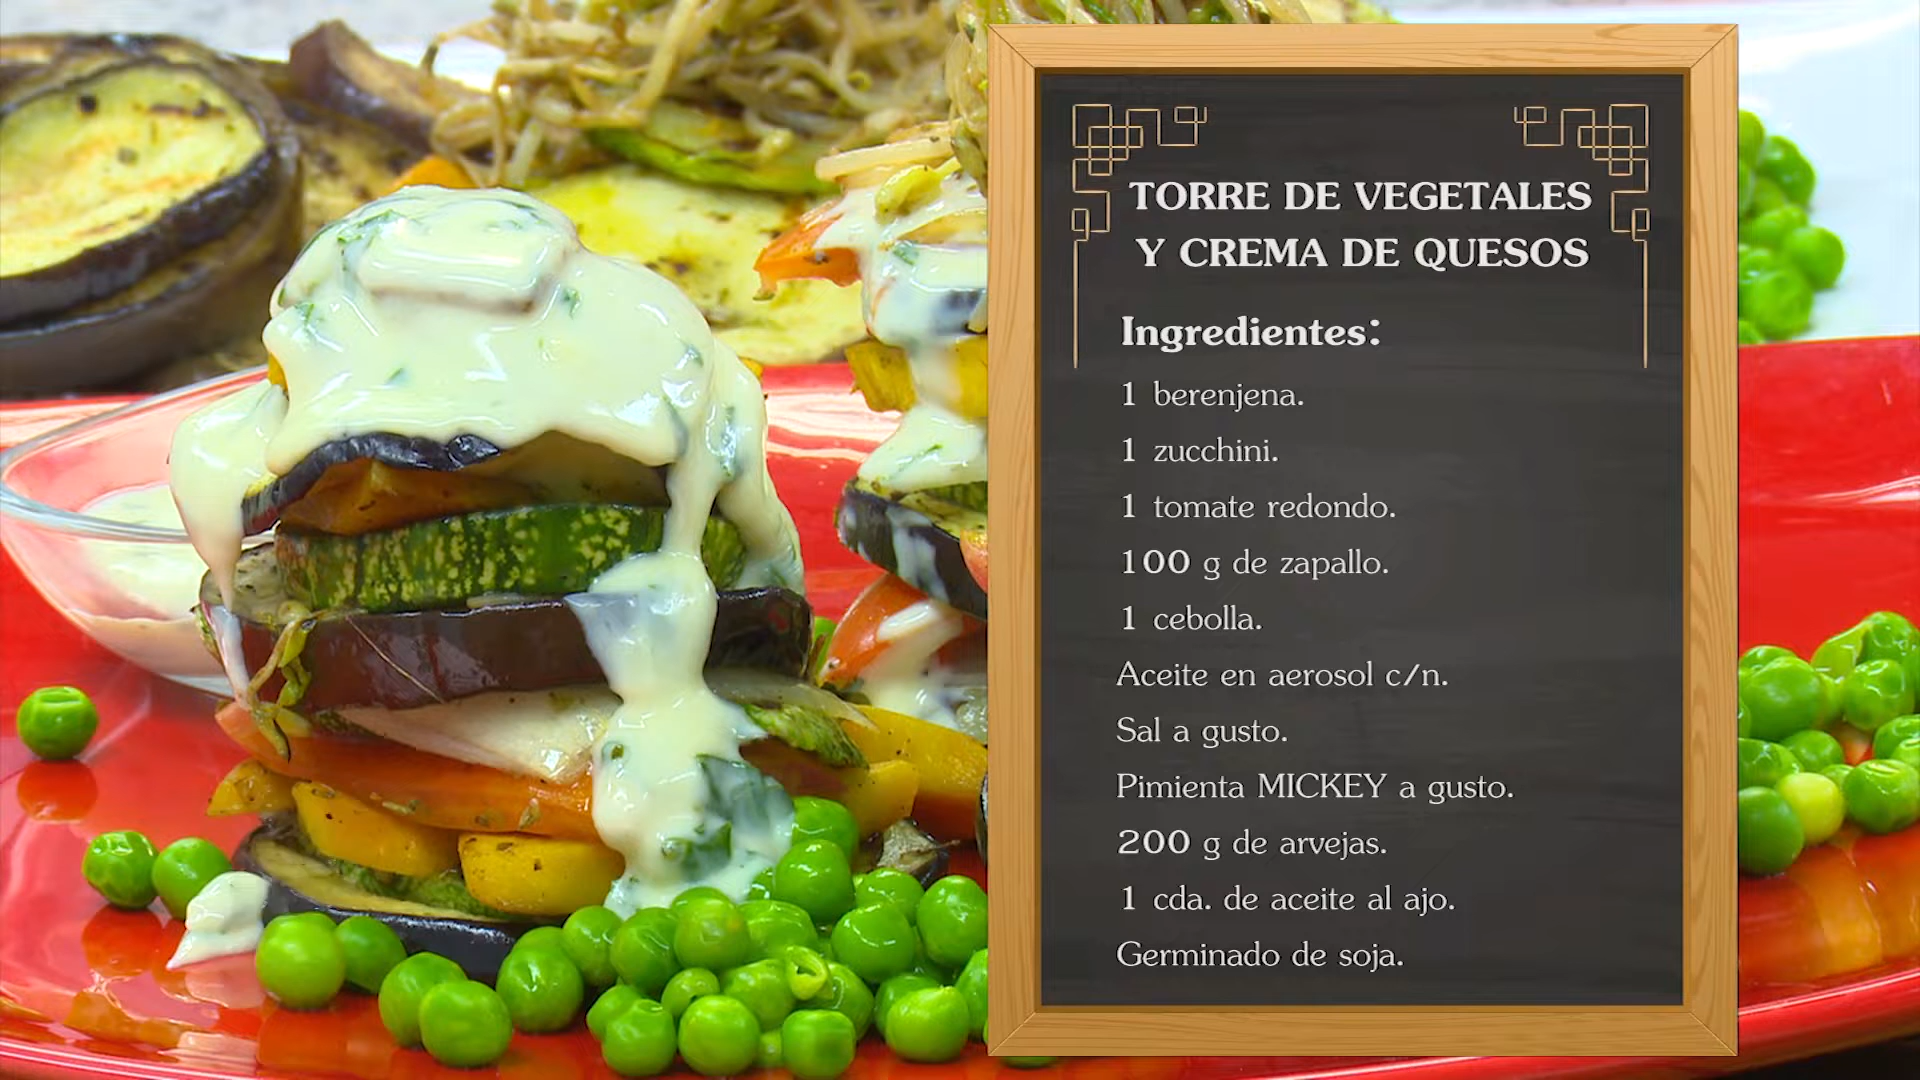 TORRE DE VEGETALES
Y CREMA DE QUESOS
Ingredientes:
1 berenjena.
1 zucchini.
1 tomate redondo.
100 g de zapallo.
1 cebolla.
Aceite en aerosol c/n.
Sal a gusto.
Pimienta MICKEY a gusto.
200 g de arvejas.
1 cda. de aceite al ajo.
Germinado de soja.